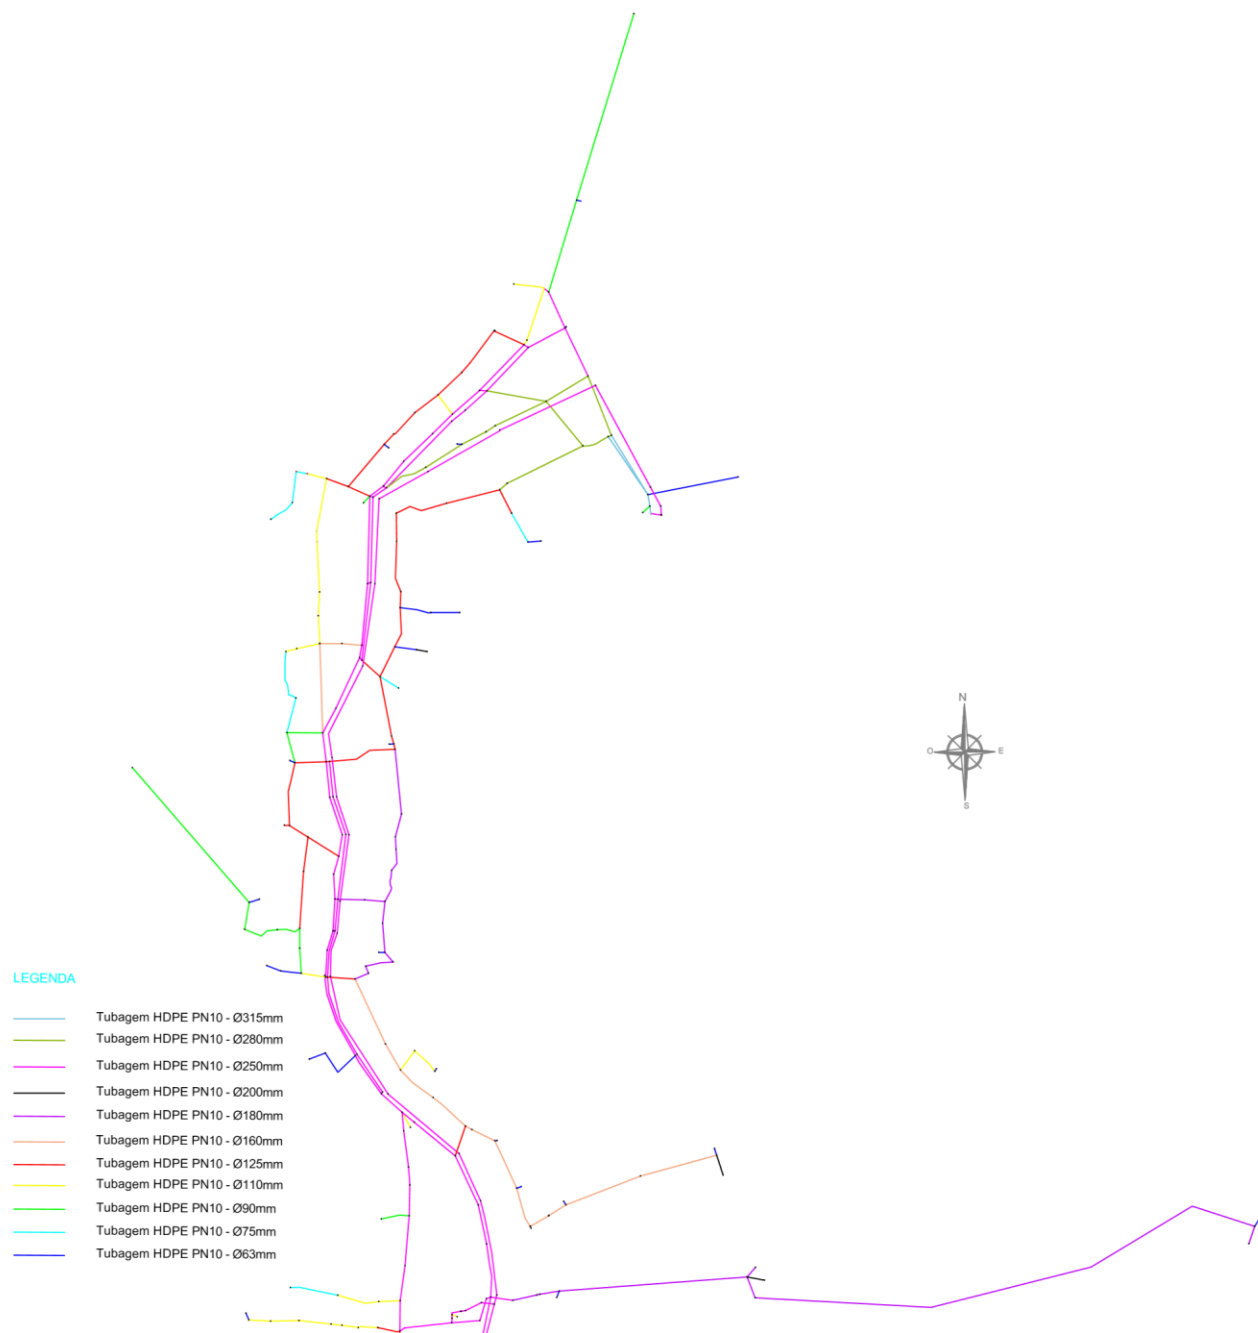 N
O
E
S
LEGENDA
Tubagem HDPE PN10 - Ø315mm
Tubagem HDPE PN10 - Ø280mm
Tubagem HDPE PN10 - Ø250mm
Tubagem HDPE PN10 - Ø200mm
Tubagem HDPE PN10 - Ø180mm
Tubagem HDPE PN10 - Ø160mm
Tubagem HDPE PN10 - Ø125mm
Tubagem HDPE PN10 - Ø110mm
Tubagem HDPE PN10 - Ø90mm
Tubagem HDPE PN10 - Ø75mm
Tubagem HDPE PN10 - Ø63mm